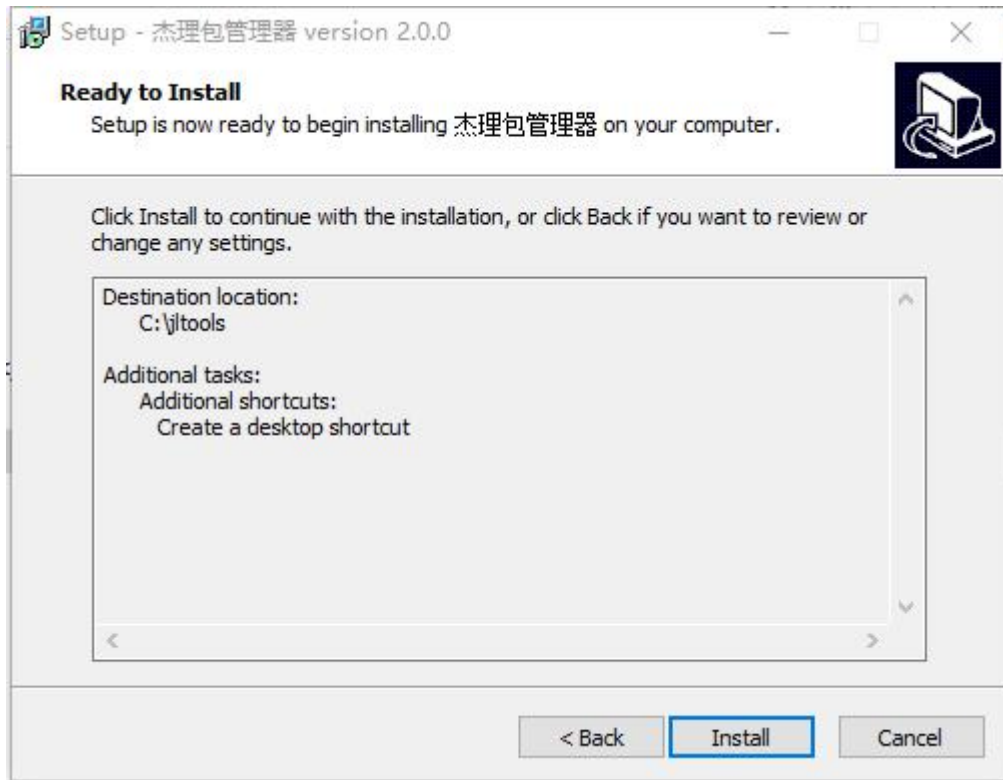 Setup - 杰理包管理器 version 2.0.0
Ready to Install
Setup is now ready to begin installing 杰理包管理器 on your computer.
Click Install to continue with the installation, or click Back if you want to review or
change any settings.
Destination location:
C:\jltools
Additional tasks:
Additional shortcuts:
Create a desktop shortcut
< Back
Install
Cancel